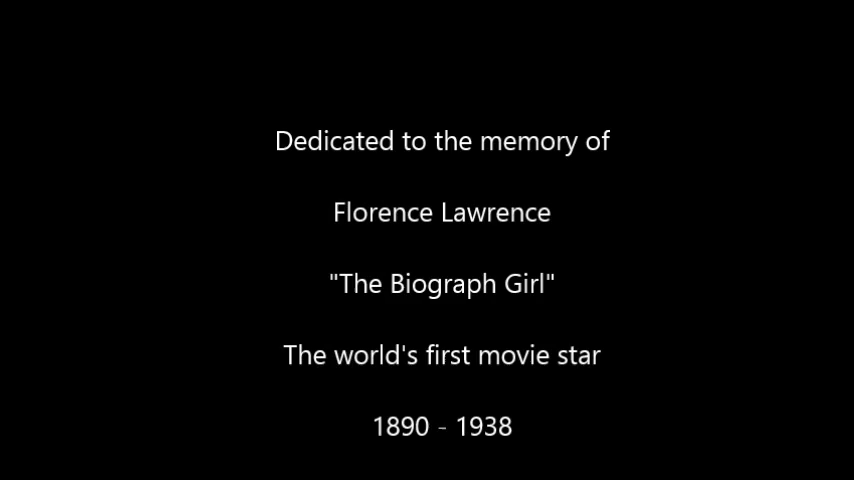 Dedicated to the memory of
Florence Lawrence
"The Biograph Girl"
The world's first movie star
1890 - 1938